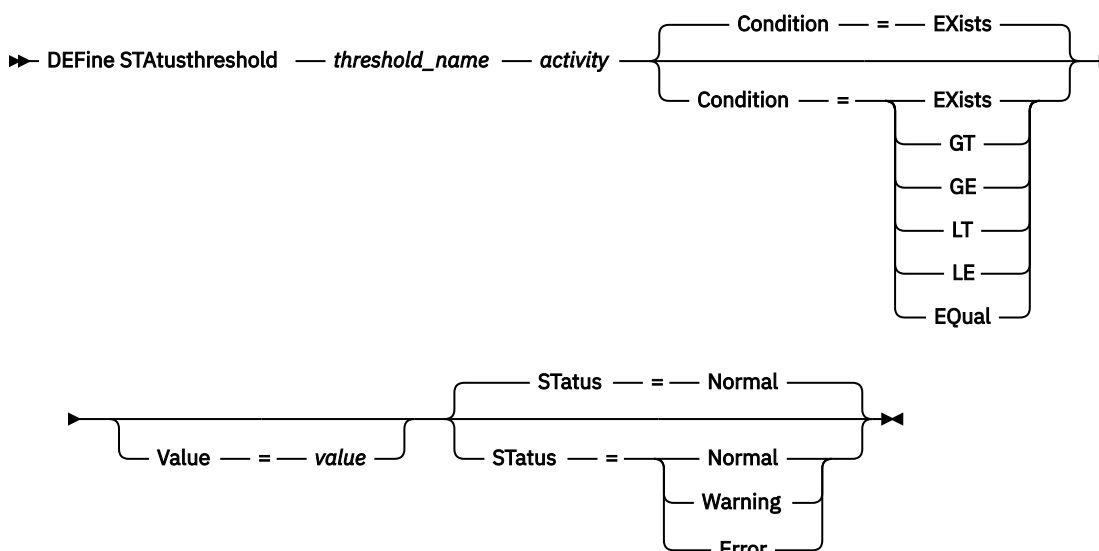 Condition = EXists
DEFine STAtusthreshold threshold_name activity
Condition = EXists
GT
GE
LT
LE
EQual
STatus = Normal
Value = value
STatus = Normal
Warning
Error